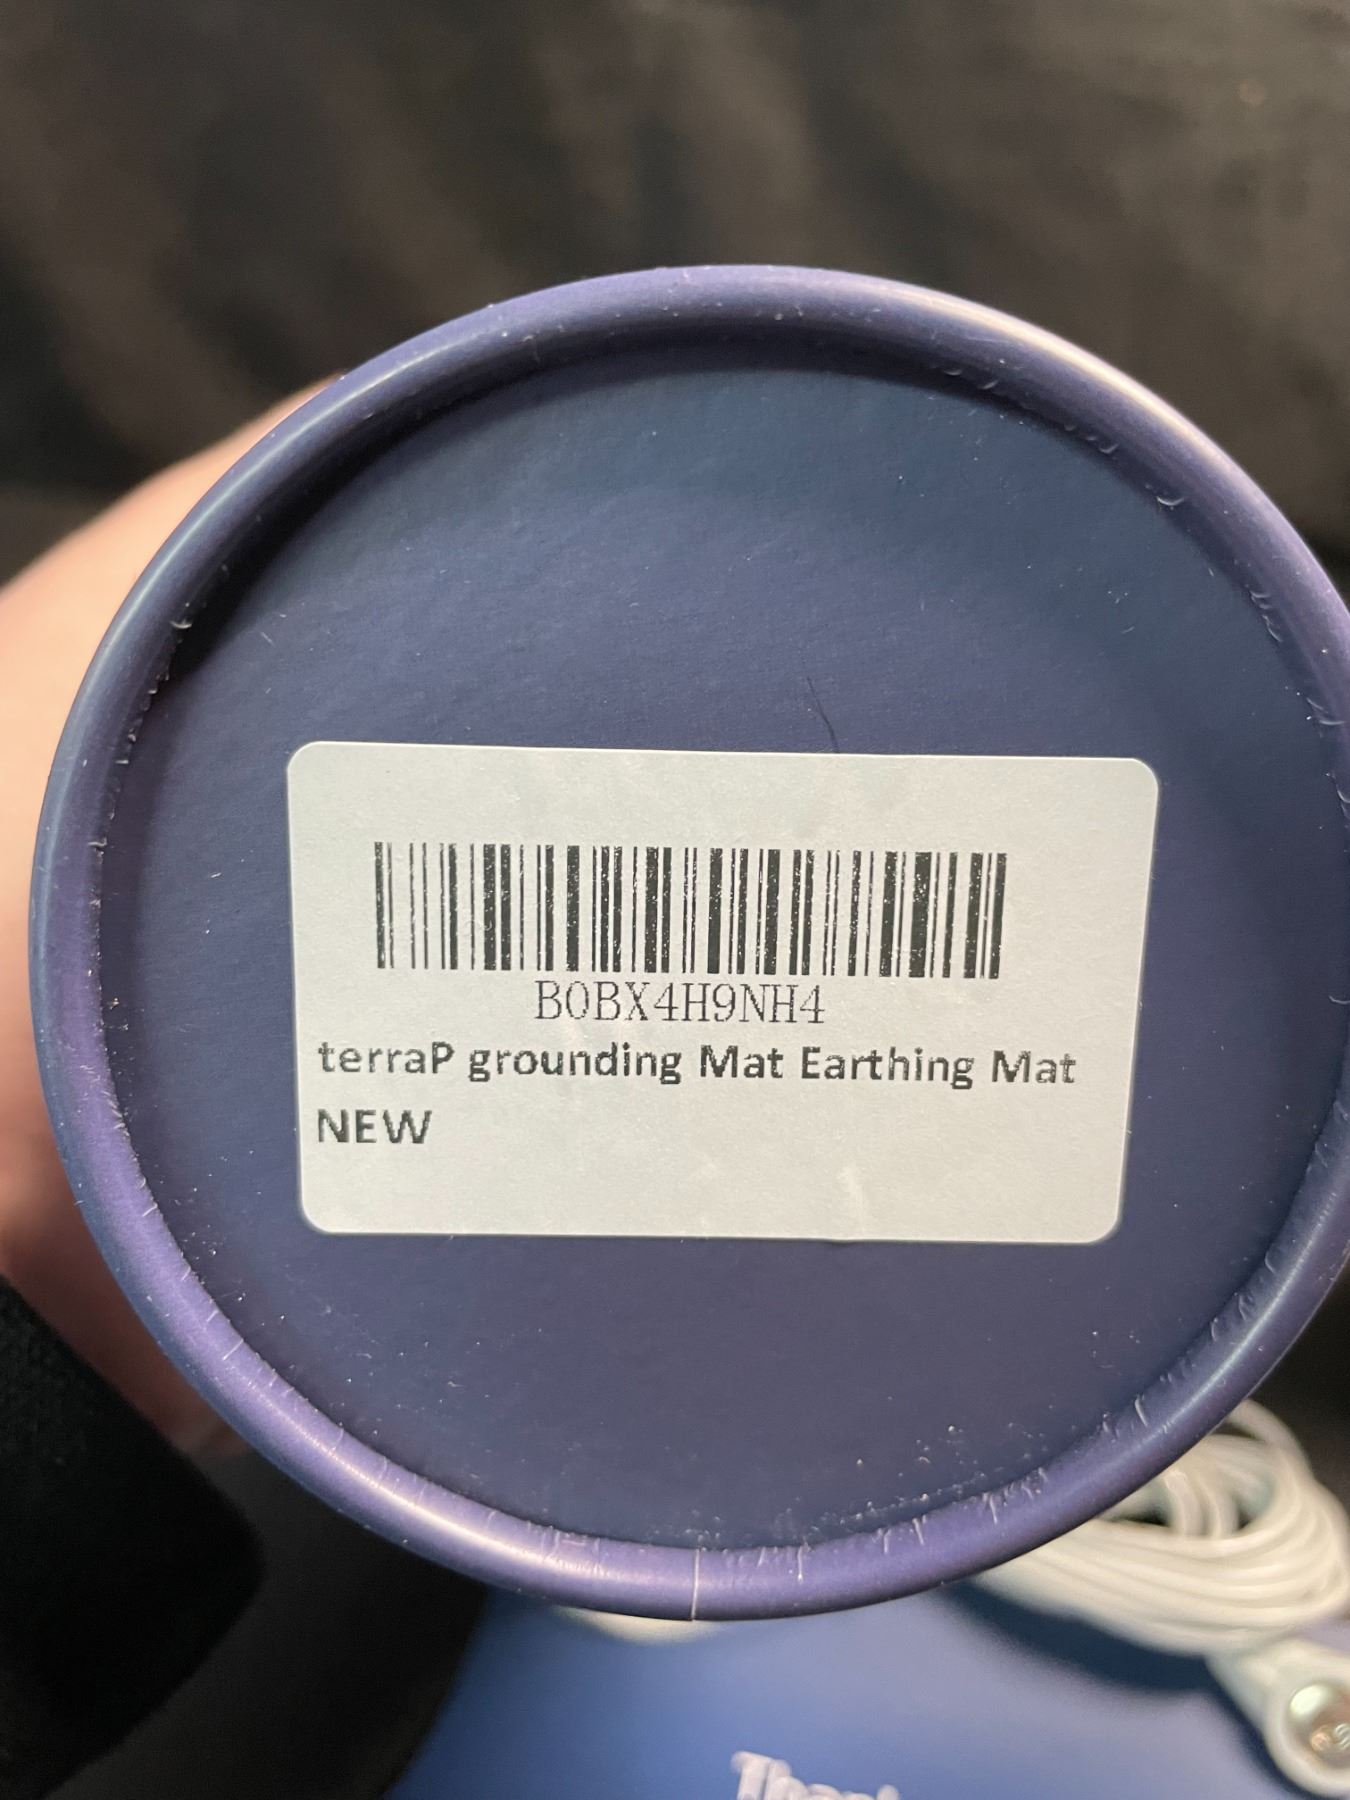 B0BX4H9NH4
terraP grounding Mat Earthing Mat
NEW